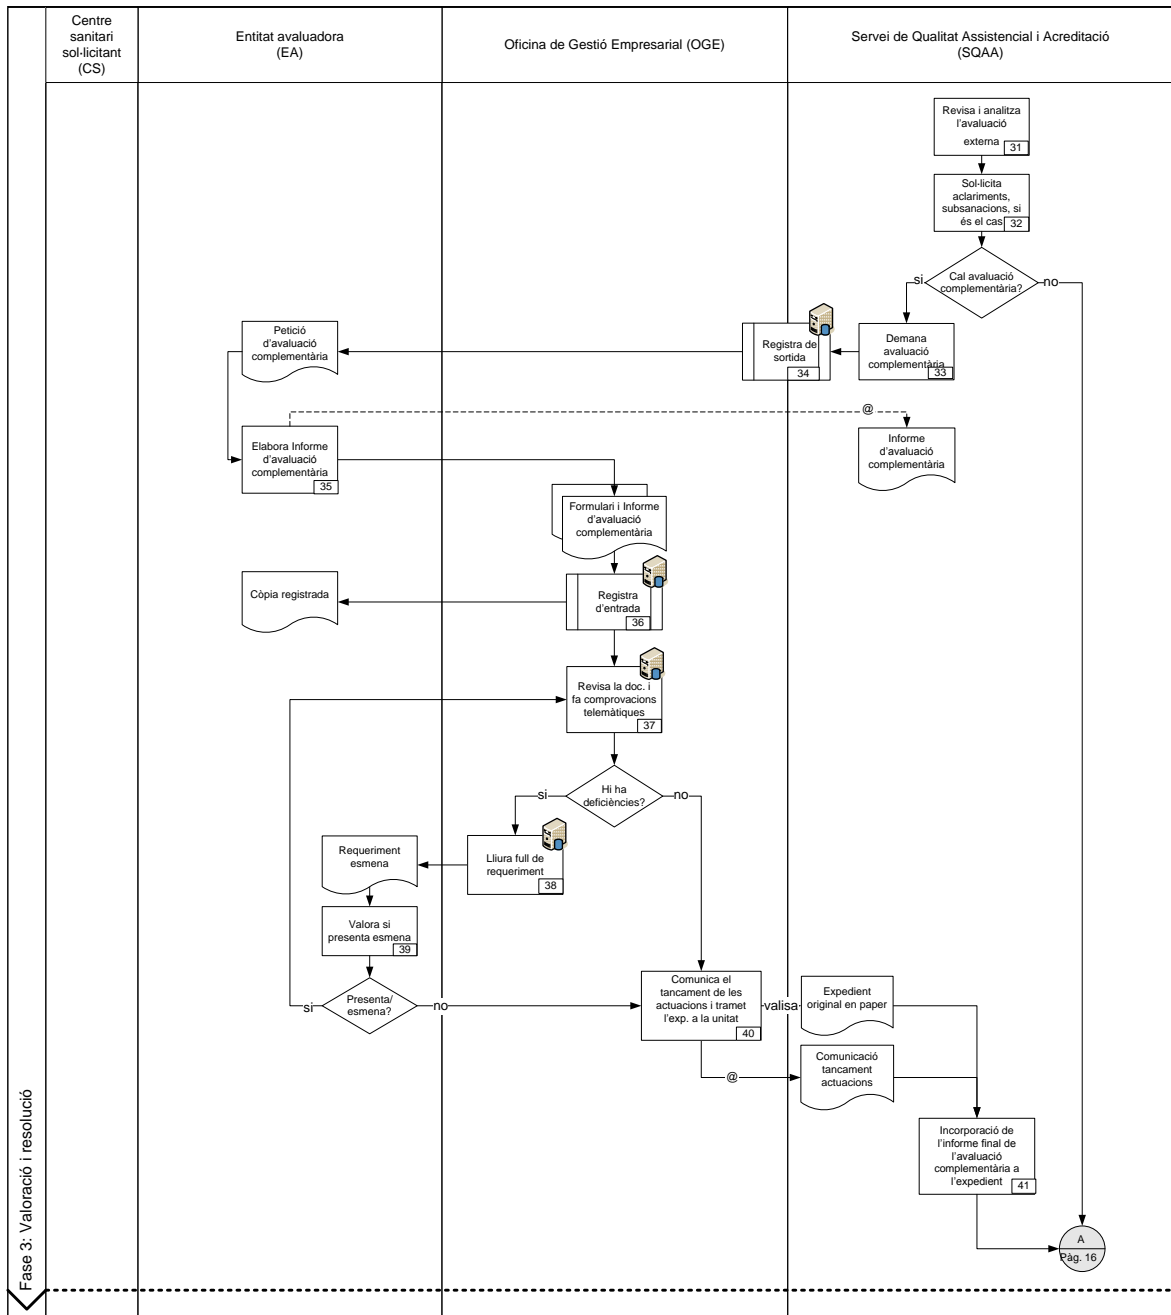 Centre
sanitari
sol·licitant
(CS)
Entitat avaluadora
(EA)
Oficina de Gestió Empresarial (OGE)
Servei de Qualitat Assistencial i Acreditació
(SQAA)
Revisa i analitza
l'avaluació
externa
31
Sol·licita
aclariments,
subsanacions, si
és el cas
32
Cal avaluació
complementària?
si
no
Petició
d'avaluació
complementària
Registra de
sortida
34
Demana
avaluació
complementària
33
@
Elabora Informe
d'avaluació
complementària
35
Informe
d'avaluació
complementària
Formulari i Informe
d'avaluació
complementària
Còpia registrada
Registra
d'entrada
36
Revisa la doc. i
fa comprovacions
telemàtiques
37
Hi ha
deficiències?
si
no
Requeriment
esmena
Lliura full de
requeriment
38
Valora si
presenta esmena
39
Presenta/
esmena?
si
no
Comunica el
tancament de les
actuacions i tramet
l'exp. a la unitat
40
valisa
Expedient
original en paper
@
Comunicació
tancament
actuacions
Incorporació de
l'informe final de
l'avaluació
complementària a
l'expedient
41
A
Pàg. 16
Fase 3: Valoració i resolució